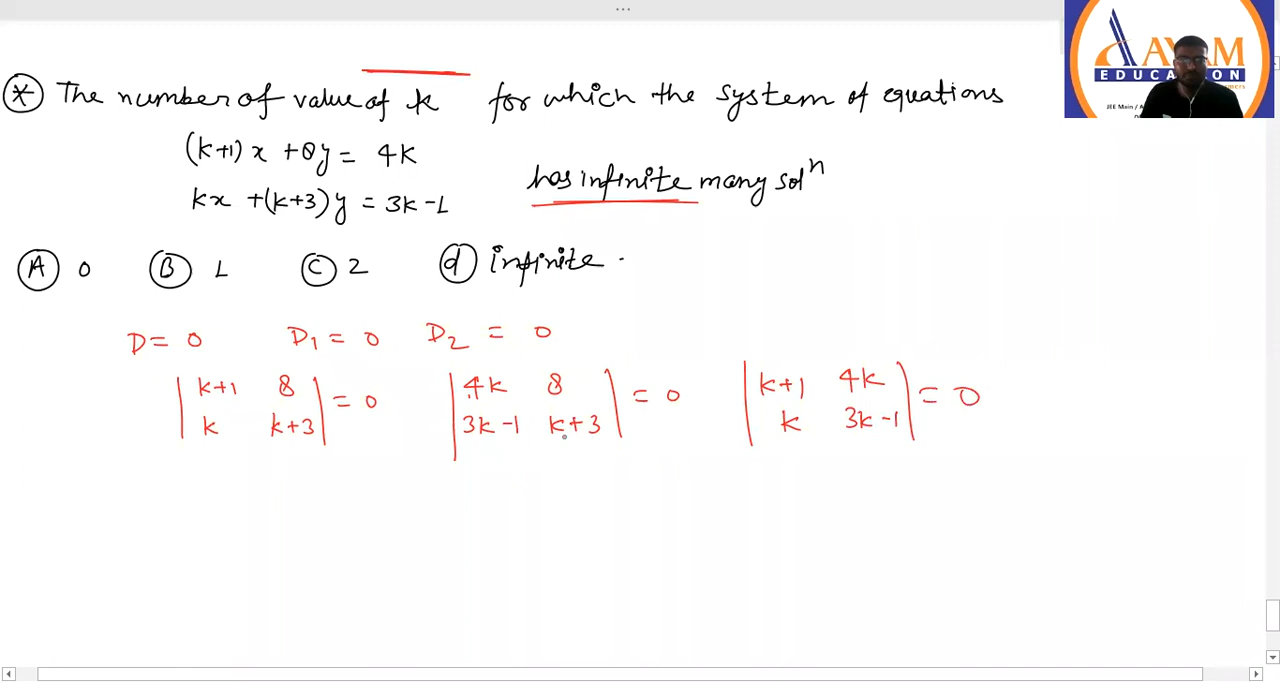 AYAM
EDUCATION
JEE Main / A
* The number of value of k for which the system of equations
(k+1)x + 8y = 4k
kx + (k+3)y = 3k-1
has infinite many solⁿ
A 0 B 1 C 2 d infinite .
D = 0 D₁ = 0 D₂ = 0
| k+1 8 | = 0 | 4k 8 | = 0 | k+1 4k | = 0
| k k+3 | | 3k-1 k+3 | | k 3k-1 |